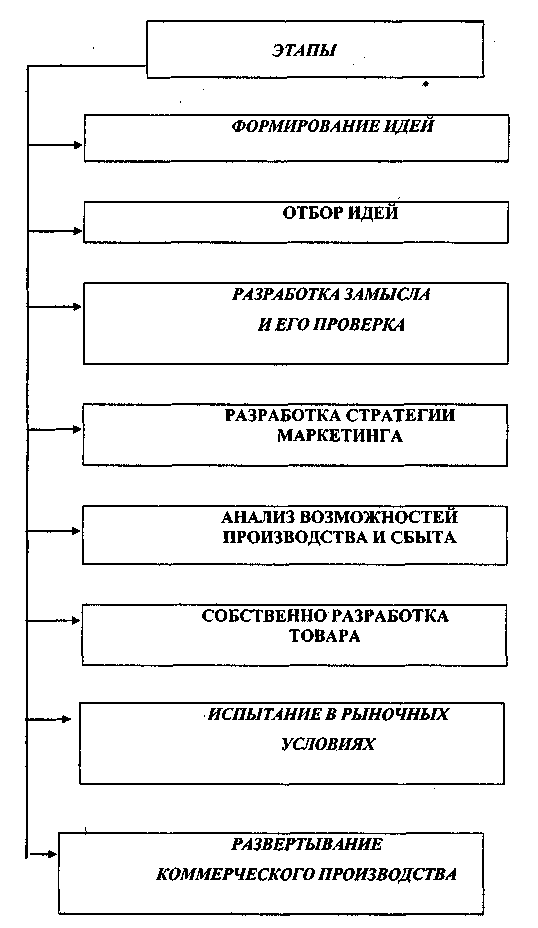 ЭТАПЫ
ФОРМИРОВАНИЕ ИДЕЙ
ОТБОР ИДЕЙ
РАЗРАБОТКА ЗАМЫСЛА
И ЕГО ПРОВЕРКА
РАЗРАБОТКА СТРАТЕГИИ
МАРКЕТИНГА
АНАЛИЗ ВОЗМОЖНОСТЕЙ
ПРОИЗВОДСТВА И СБЫТА
СОБСТВЕННО РАЗРАБОТКА
ТОВАРА
ИСПЫТАНИЕ В РЫНОЧНЫХ
УСЛОВИЯХ
РАЗВЕРТЫВАНИЕ
КОММЕРЧЕСКОГО ПРОИЗВОДСТВА